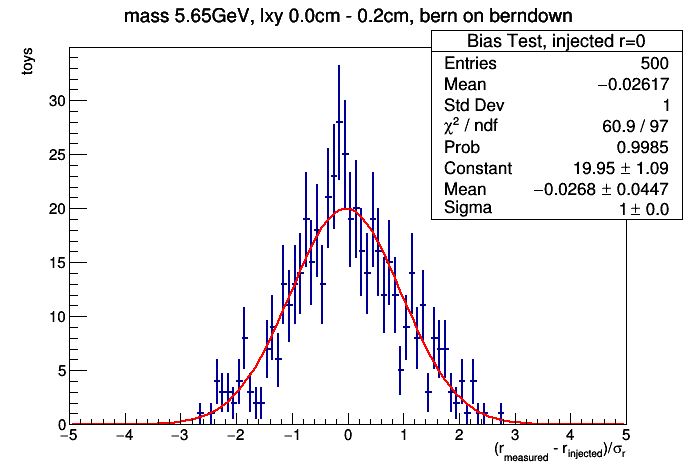 mass 5.65GeV, lxy 0.0cm - 0.2cm, bern on berndown
toys
Bias Test, injected r=0
Entries 500
Mean −0.02617
Std Dev 1
χ² / ndf 60.9 / 97
Prob 0.9985
Constant 19.95 ± 1.09
Mean −0.0268 ± 0.0447
Sigma 1 ± 0.0
30
25
20
15
10
5
0
−5 −4 −3 −2 −1 0 1 2 3 4 5
(r_measured - r_injected)/σ_r